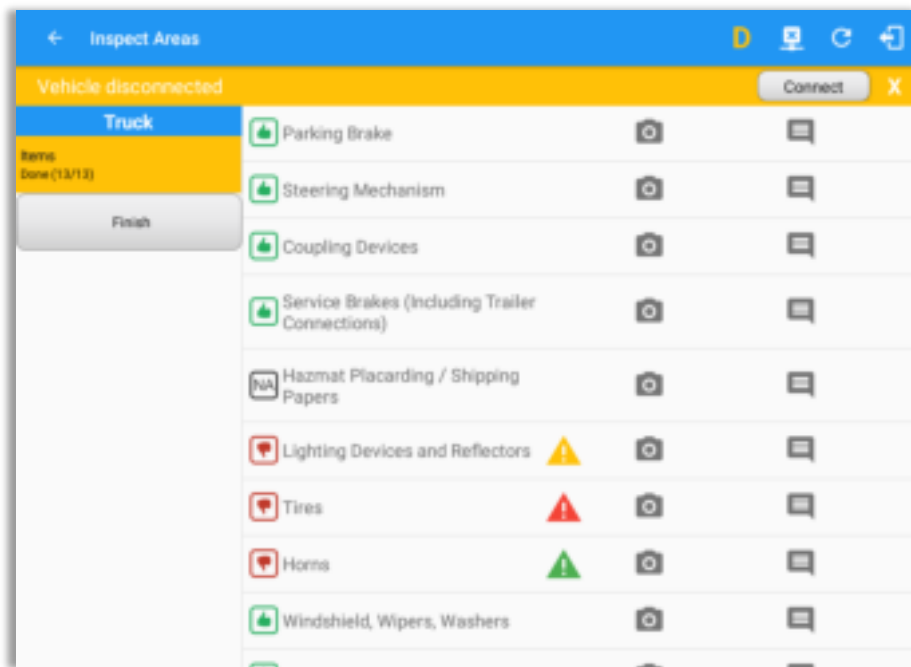 Inspect Areas
D
Vehicle disconnected
Connect
X
Truck
Items
Done (13/13)
Finish
Parking Brake
Steering Mechanism
Coupling Devices
Service Brakes (Including Trailer
Connections)
NA
Hazmat Placarding / Shipping
Papers
Lighting Devices and Reflectors
Tires
Horns
Windshield, Wipers, Washers